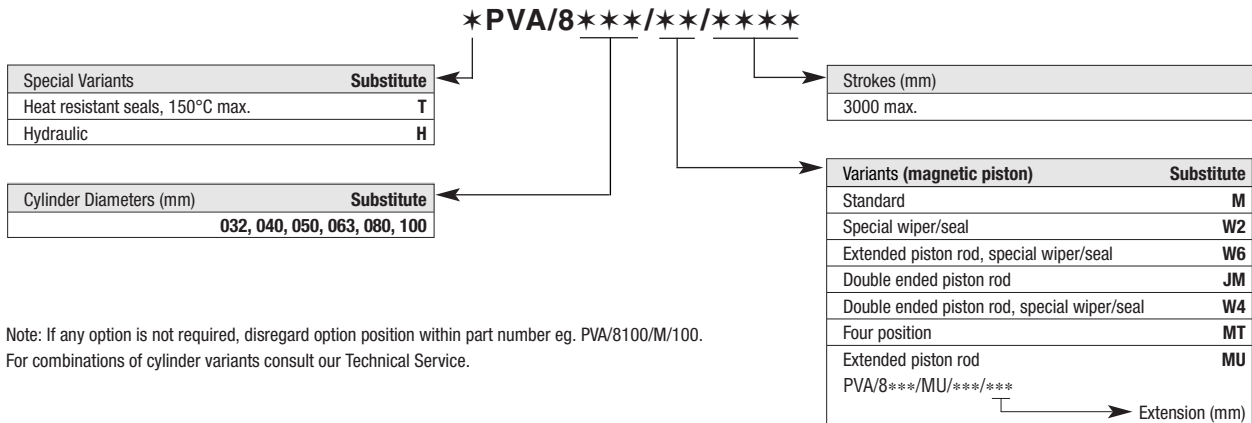 ✶PVA/8✶✶✶/✶✶/✶✶✶✶
Special Variants Substitute
Heat resistant seals, 150°C max. T
Hydraulic H
Cylinder Diameters (mm) Substitute
032, 040, 050, 063, 080, 100
Note: If any option is not required, disregard option position within part number eg. PVA/8100/M/100.
For combinations of cylinder variants consult our Technical Service.
Strokes (mm)
3000 max.
Variants (magnetic piston) Substitute
Standard M
Special wiper/seal W2
Extended piston rod, special wiper/seal W6
Double ended piston rod JM
Double ended piston rod, special wiper/seal W4
Four position MT
Extended piston rod MU
PVA/8✶✶✶/MU/✶✶✶/✶✶✶
Extension (mm)